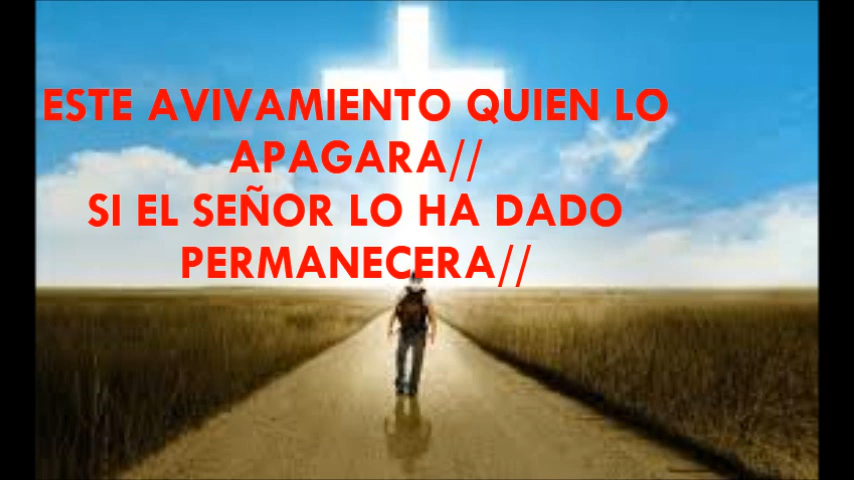 ESTE AVIVAMIENTO QUIEN LO
APAGARA//
SI EL SEÑOR LO HA DADO
PERMANECERA//